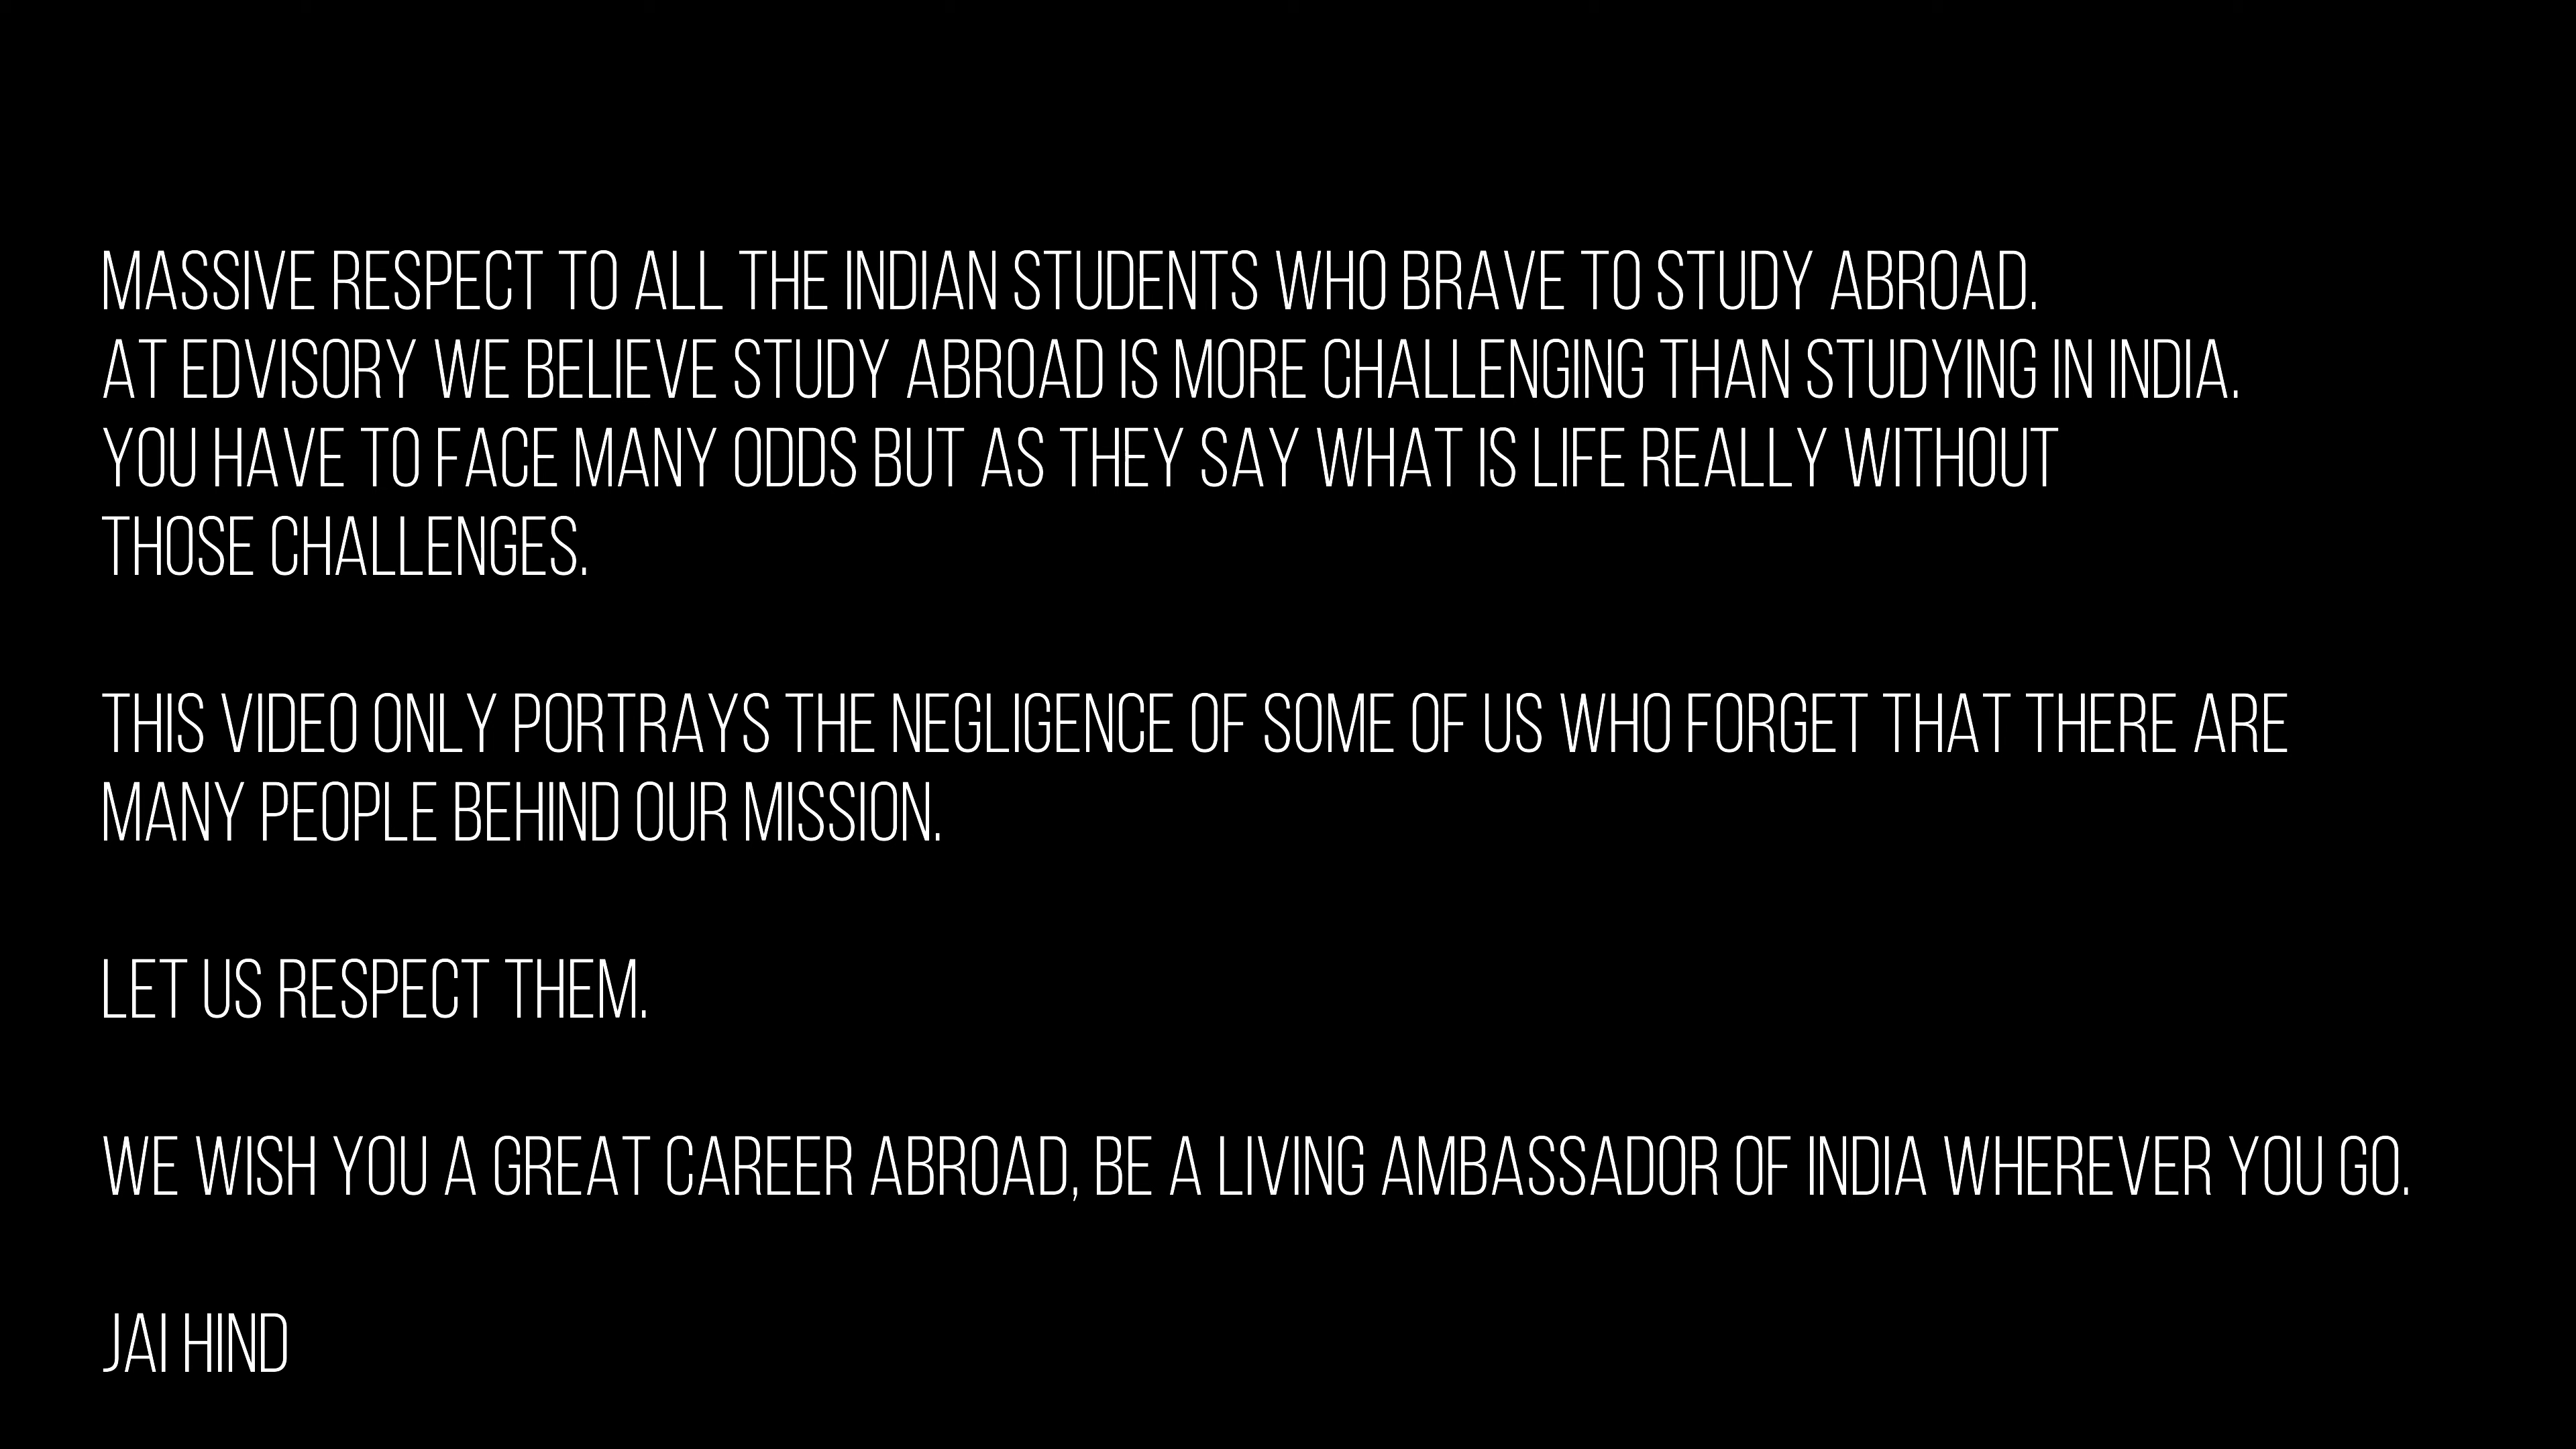 MASSIVE RESPECT TO ALL THE INDIAN STUDENTS WHO BRAVE TO STUDY ABROAD.
AT EDVISORY WE BELIEVE STUDY ABROAD IS MORE CHALLENGING THAN STUDYING IN INDIA.
YOU HAVE TO FACE MANY ODDS BUT AS THEY SAY WHAT IS LIFE REALLY WITHOUT
THOSE CHALLENGES.
THIS VIDEO ONLY PORTRAYS THE NEGLIGENCE OF SOME OF US WHO FORGET THAT THERE ARE
MANY PEOPLE BEHIND OUR MISSION.
LET US RESPECT THEM.
WE WISH YOU A GREAT CAREER ABROAD, BE A LIVING AMBASSADOR OF INDIA WHEREVER YOU GO.
JAI HIND